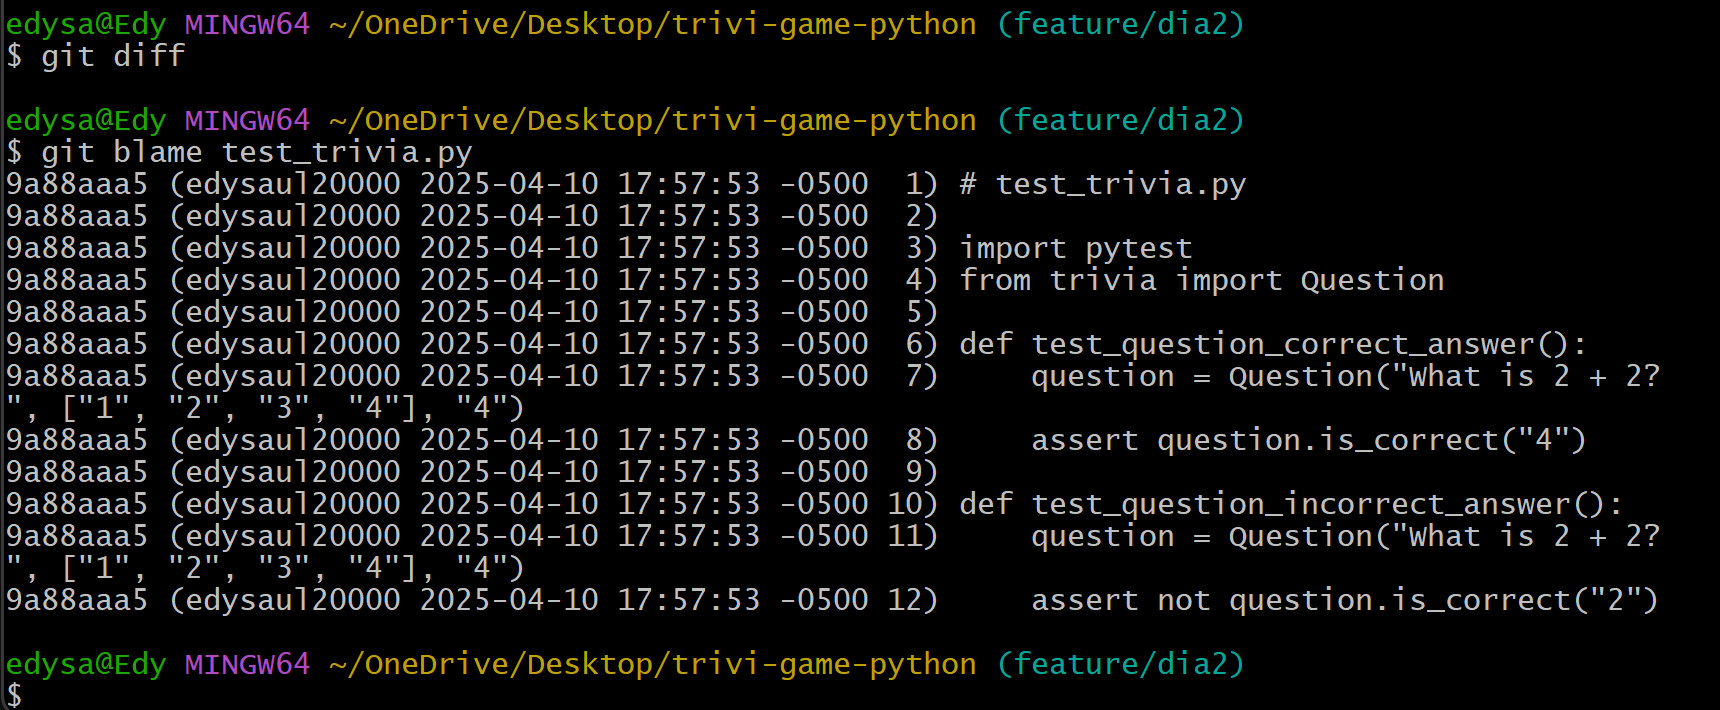 edysa@Edy MINGW64 ~/OneDrive/Desktop/trivi-game-python (feature/dia2)
$ git diff

edysa@Edy MINGW64 ~/OneDrive/Desktop/trivi-game-python (feature/dia2)
$ git blame test_trivia.py
9a88aaa5 (edysaul20000 2025-04-10 17:57:53 -0500  1) # test_trivia.py
9a88aaa5 (edysaul20000 2025-04-10 17:57:53 -0500  2)
9a88aaa5 (edysaul20000 2025-04-10 17:57:53 -0500  3) import pytest
9a88aaa5 (edysaul20000 2025-04-10 17:57:53 -0500  4) from trivia import Question
9a88aaa5 (edysaul20000 2025-04-10 17:57:53 -0500  5)
9a88aaa5 (edysaul20000 2025-04-10 17:57:53 -0500  6) def test_question_correct_answer():
9a88aaa5 (edysaul20000 2025-04-10 17:57:53 -0500  7)     question = Question("What is 2 + 2?
", ["1", "2", "3", "4"], "4")
9a88aaa5 (edysaul20000 2025-04-10 17:57:53 -0500  8)     assert question.is_correct("4")
9a88aaa5 (edysaul20000 2025-04-10 17:57:53 -0500  9)
9a88aaa5 (edysaul20000 2025-04-10 17:57:53 -0500 10) def test_question_incorrect_answer():
9a88aaa5 (edysaul20000 2025-04-10 17:57:53 -0500 11)     question = Question("What is 2 + 2?
", ["1", "2", "3", "4"], "4")
9a88aaa5 (edysaul20000 2025-04-10 17:57:53 -0500 12)     assert not question.is_correct("2")

edysa@Edy MINGW64 ~/OneDrive/Desktop/trivi-game-python (feature/dia2)
$